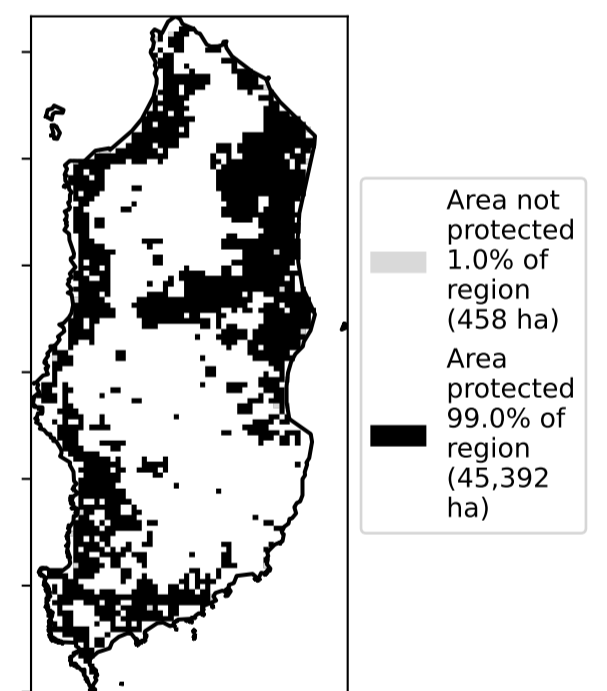 Area not
protected
1.0% of
region
(458 ha)
Area
protected
99.0% of
region
(45,392
ha)